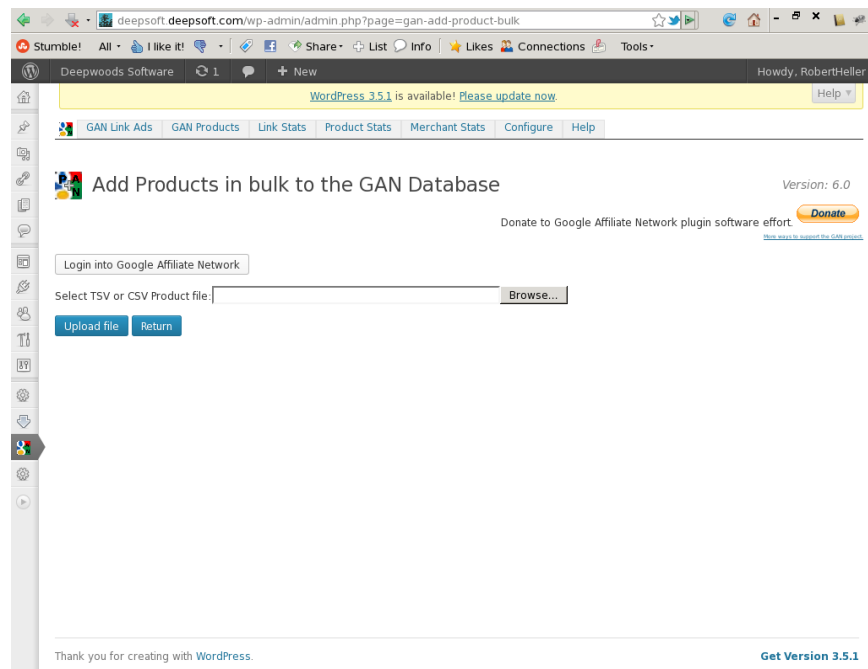 deepsoft.deepsoft.com/wp-admin/admin.php?page=gan-add-product-bulk
Stumble! All I like it! Share List Info Likes Connections Tools
Deepwoods Software 1 + New Howdy, RobertHeller
WordPress 3.5.1 is available! Please update now. Help
GAN Link Ads GAN Products Link Stats Product Stats Merchant Stats Configure Help
Add Products in bulk to the GAN Database Version: 6.0
Donate to Google Affiliate Network plugin software effort. Donate
More ways to support the GAN project.
Login into Google Affiliate Network
Select TSV or CSV Product file: Browse...
Upload file Return
Thank you for creating with WordPress. Get Version 3.5.1